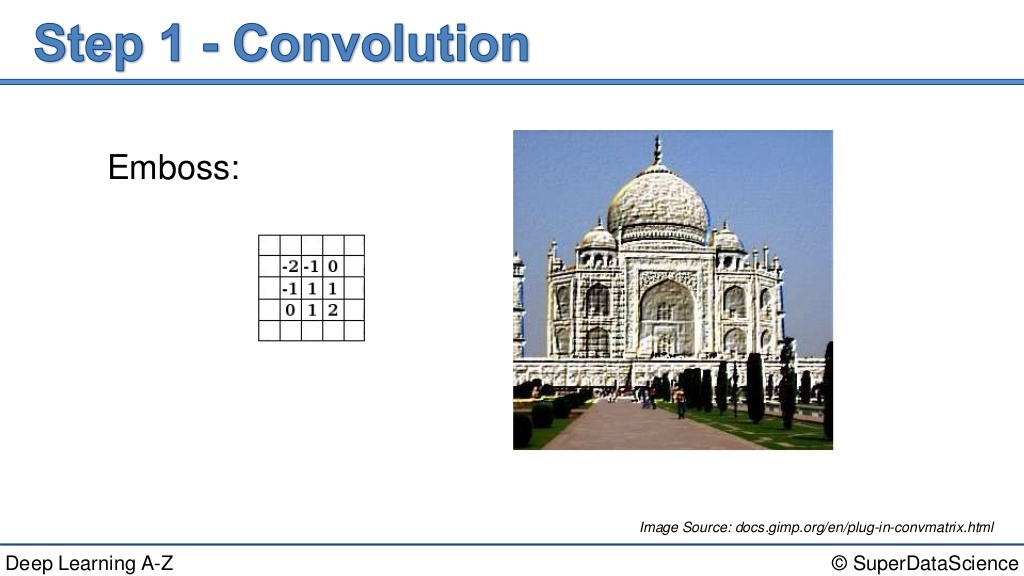 Step 1 - Convolution
Emboss:
-2 -1 0
-1 1 1
0 1 2
Image Source: docs.gimp.org/en/plug-in-convmatrix.html
Deep Learning A-Z
© SuperDataScience